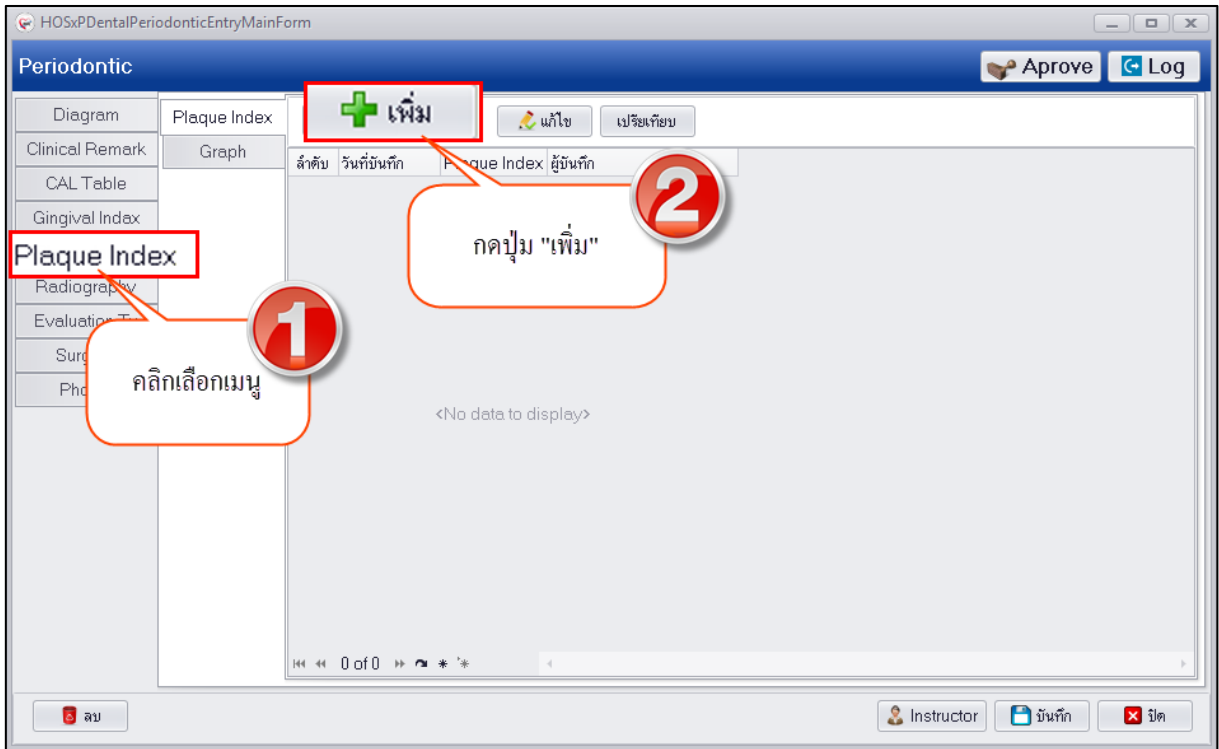 HOSxPDentalPeriodonticEntryMainForm
Periodontic
Aprove
Log
Diagram
Clinical Remark
CAL Table
Gingival Index
Plaque Index
Radiography
Evaluation
คลิกเลือกเมนู
1
Plaque Index
Graph
เพิ่ม
แก้ไข
เปรียบเทียบ
ลำดับ วันที่บันทึก Plaque Index ผู้บันทึก
2
กดปุ่ม "เพิ่ม"
<No data to display>
0 of 0
ลบ
Instructor
บันทึก
ปิด